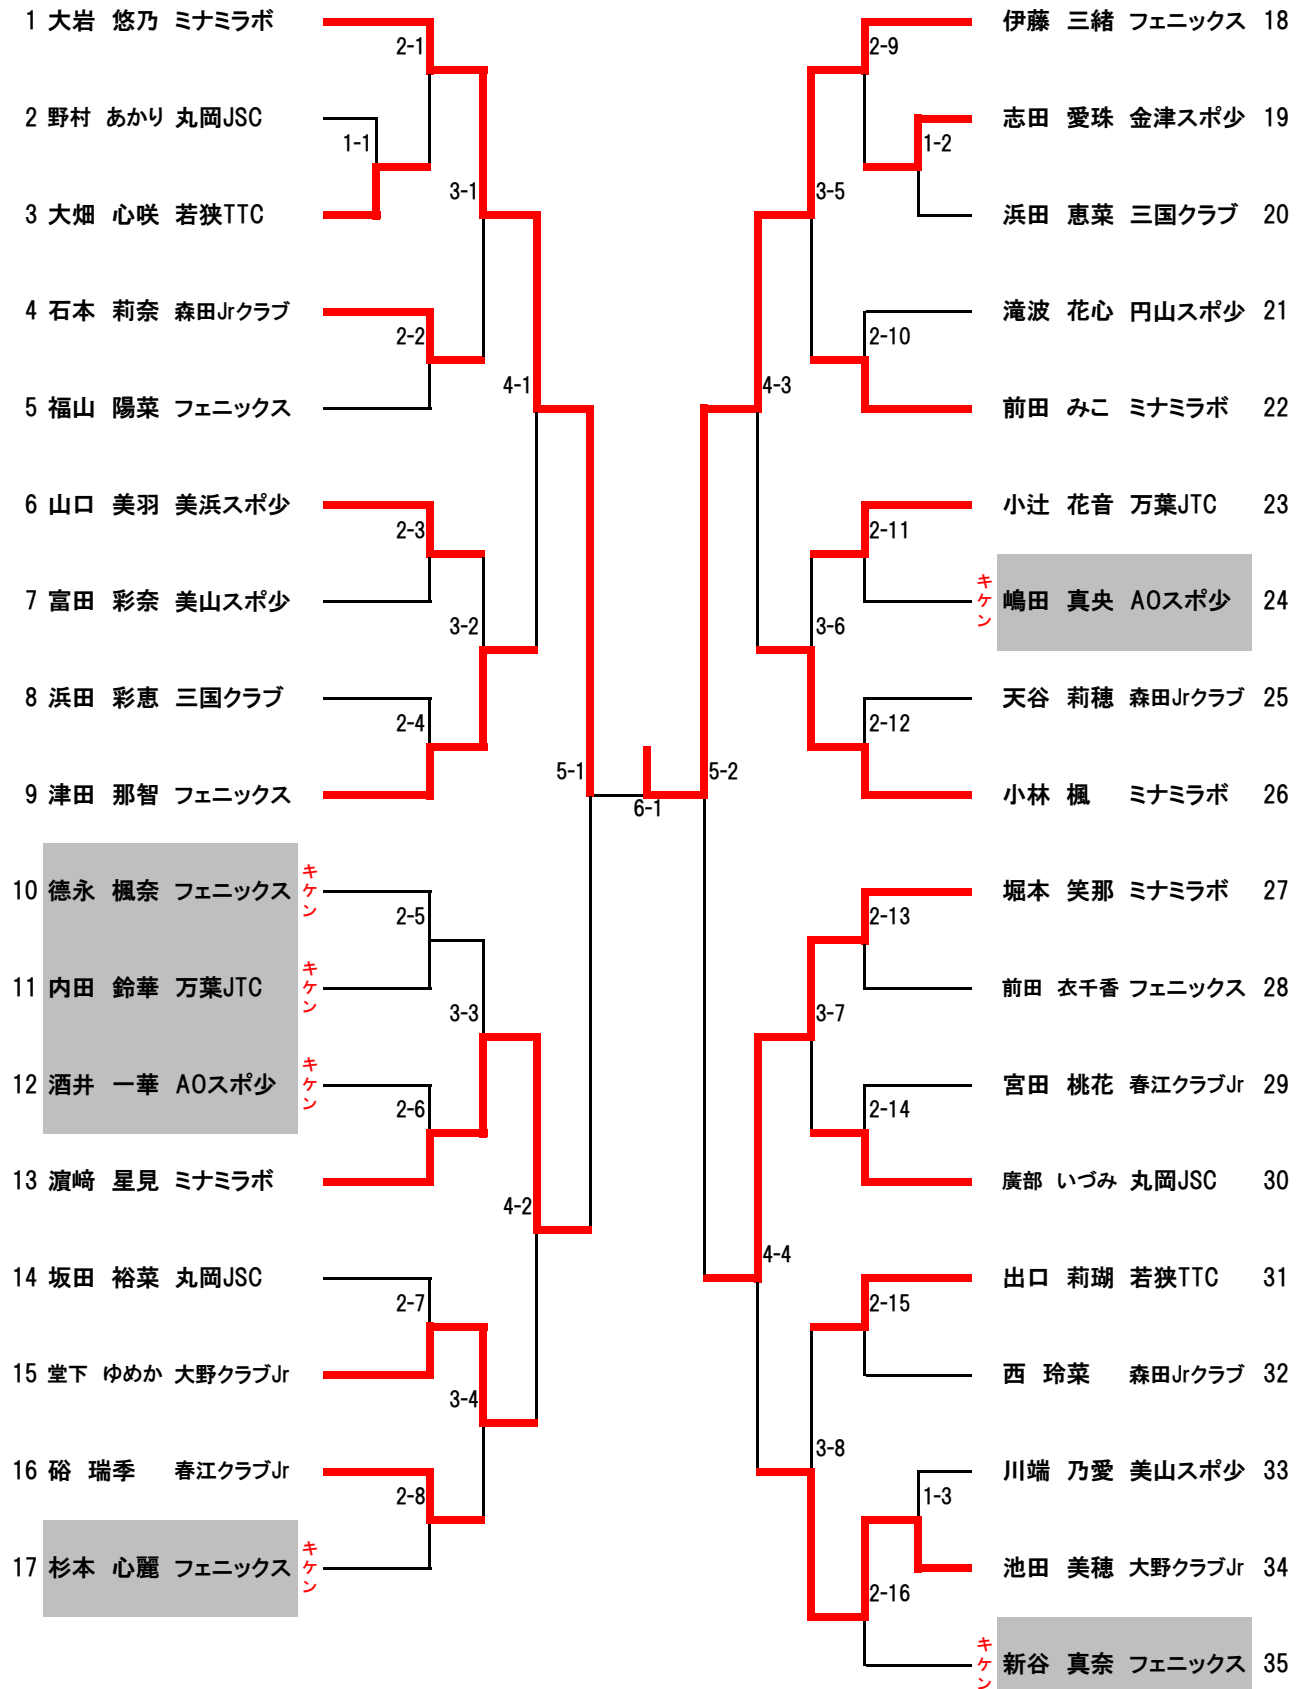 1 大岩 悠乃 ミナミラボ
2 野村 あかり 丸岡JSC
3 大畑 心咲 若狭TTC
4 石本 莉奈 森田Jrクラブ
5 福山 陽菜 フェニックス
6 山口 美羽 美浜スポ少
7 富田 彩奈 美山スポ少
8 浜田 彩恵 三国クラブ
9 津田 那智 フェニックス
10 德永 楓奈 フェニックス キケン
11 内田 鈴華 万葉JTC キケン
12 酒井 一華 AOスポ少 キケン
13 濵﨑 星見 ミナミラボ
14 坂田 裕菜 丸岡JSC
15 堂下 ゆめか 大野クラブJr
16 硲 瑞季 春江クラブJr
17 杉本 心麗 フェニックス キケン
1-1
2-1
2-2
2-3
2-4
2-5
2-6
2-7
2-8
3-1
3-2
3-3
3-4
4-1
4-2
5-1
6-1
5-2
4-3
4-4
3-5
3-6
3-7
3-8
2-9
2-10
2-11
2-12
2-13
2-14
2-15
2-16
1-2
1-3
伊藤 三緒 フェニックス 18
志田 愛珠 金津スポ少 19
浜田 恵菜 三国クラブ 20
滝波 花心 円山スポ少 21
前田 みこ ミナミラボ 22
小辻 花音 万葉JTC 23
キケン 嶋田 真央 AOスポ少 24
天谷 莉穂 森田Jrクラブ 25
小林 楓 ミナミラボ 26
堀本 笑那 ミナミラボ 27
前田 衣千香 フェニックス 28
宮田 桃花 春江クラブJr 29
廣部 いづみ 丸岡JSC 30
出口 莉瑚 若狭TTC 31
西 玲菜 森田Jrクラブ 32
川端 乃愛 美山スポ少 33
池田 美穂 大野クラブJr 34
キケン 新谷 真奈 フェニックス 35